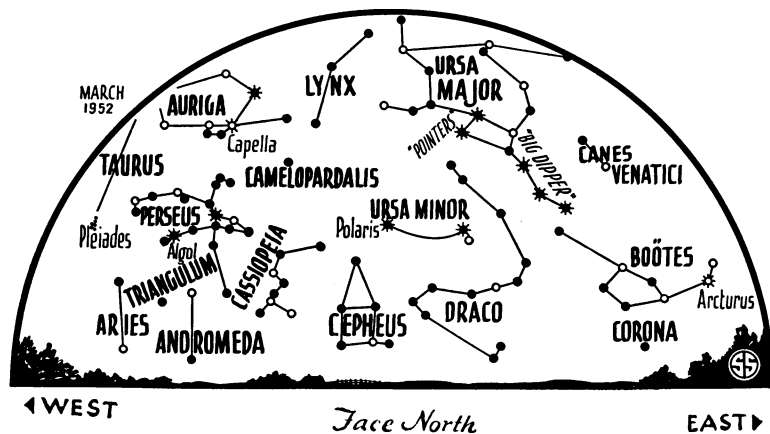 MARCH
1952
LYNX
URSA
MAJOR
AURIGA
Capella
"POINTERS"
"BIG DIPPER"
CANES
VENATICI
TAURUS
CAMELOPARDALIS
PERSEUS
Pleiades
Algol
Polaris
URSA MINOR
CASSIOPEIA
TRIANGULUM
BOÖTES
Arcturus
ARIES
ANDROMEDA
CEPHEUS
DRACO
CORONA
SS
WEST
Face North
EAST